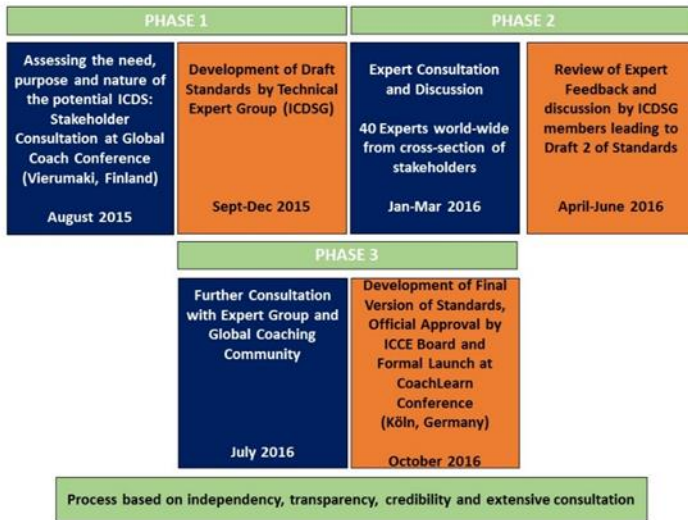 PHASE 1
PHASE 2
Assessing the need,
purpose and nature of
the potential ICDS:
Stakeholder
Consultation at Global
Coach Conference
(Vierumaki, Finland)
August 2015
Development of Draft
Standards by Technical
Expert Group (ICDSG)
Sept-Dec 2015
Expert Consultation
and Discussion
40 Experts world-wide
from cross-section of
stakeholders
Jan-Mar 2016
Review of Expert
Feedback and
discussion by ICDSG
members leading to
Draft 2 of Standards
April-June 2016
PHASE 3
Further Consultation
with Expert Group and
Global Coaching
Community
July 2016
Development of Final
Version of Standards,
Official Approval by
ICCE Board and
Formal Launch at
CoachLearn
Conference
(Köln, Germany)
October 2016
Process based on independency, transparency, credibility and extensive consultation